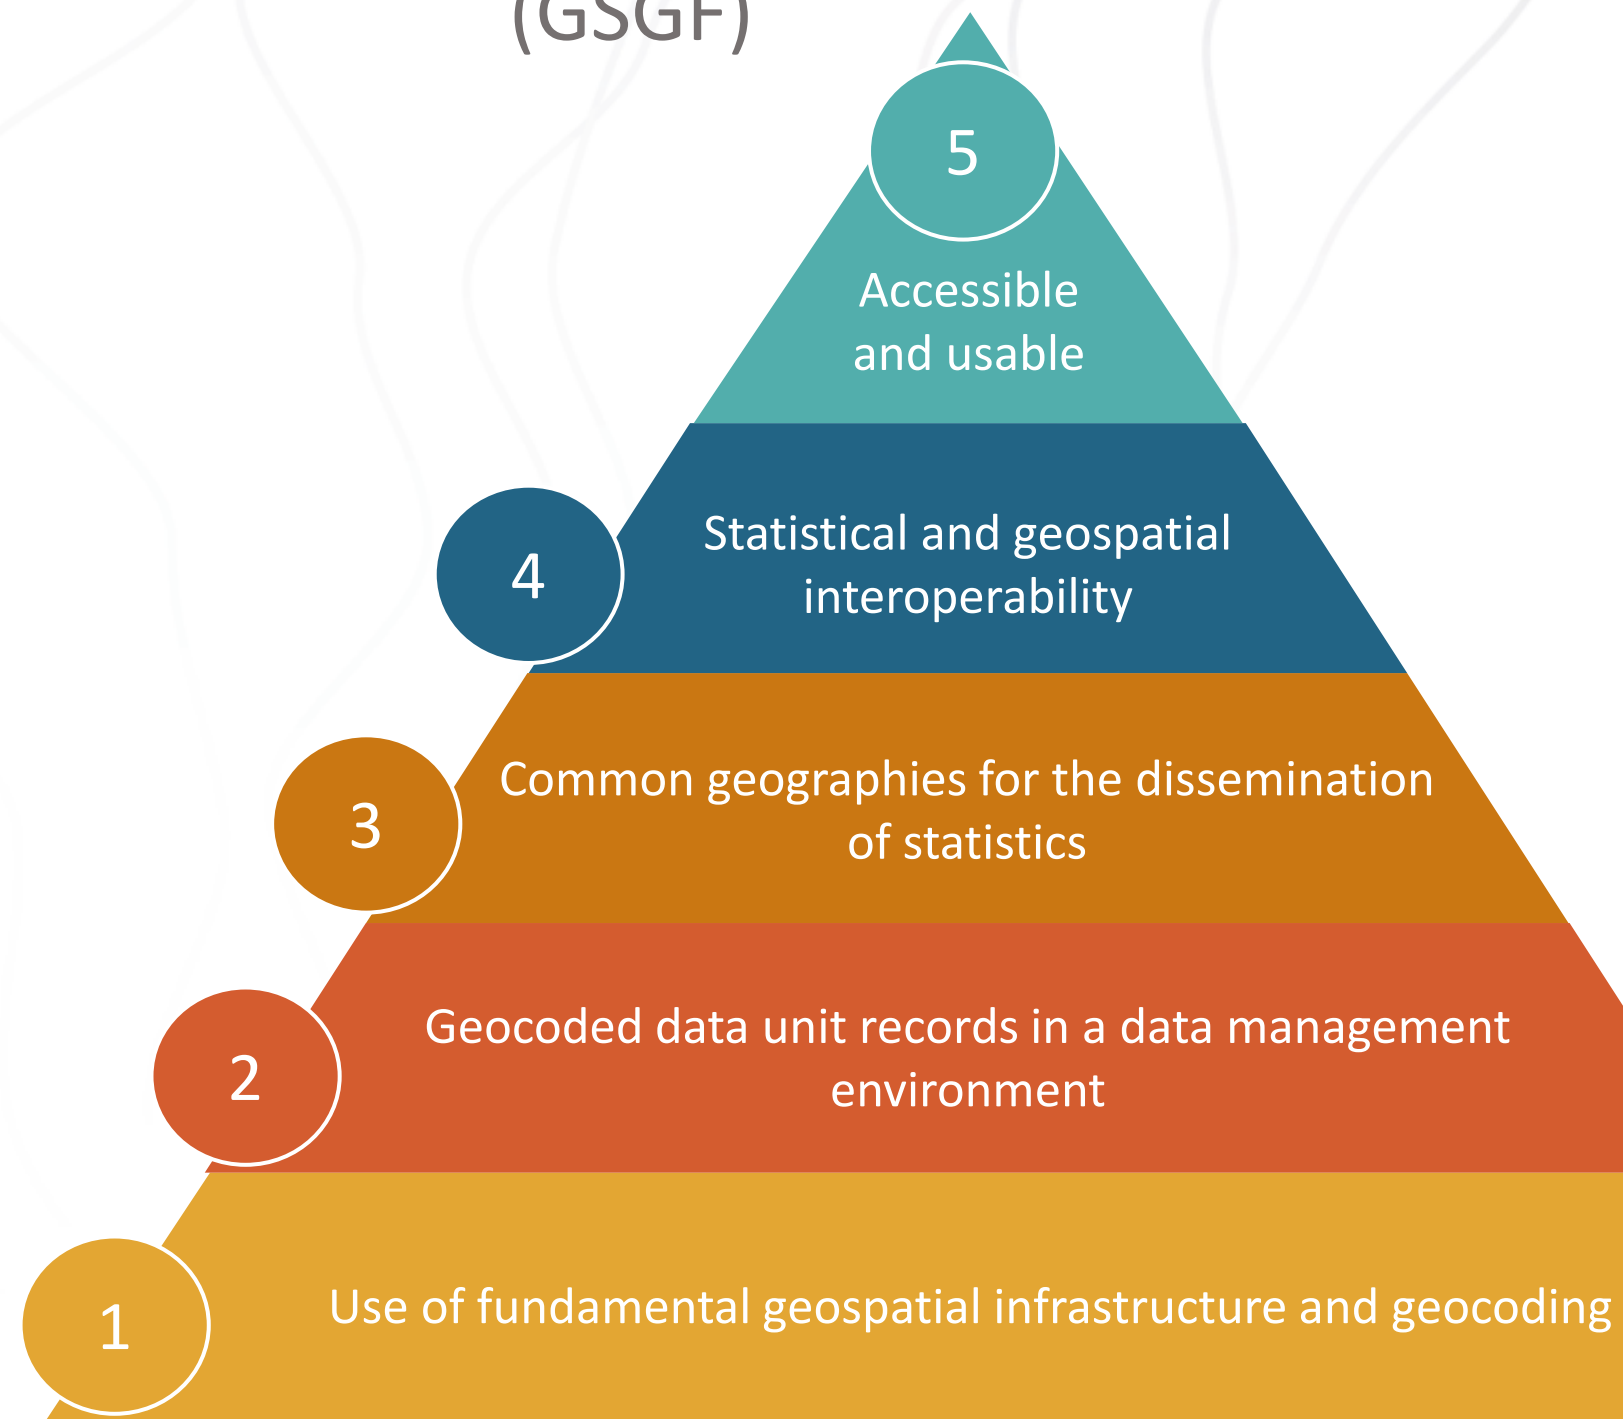 (GSGF)
5
Accessible
and usable
4
Statistical and geospatial
interoperability
3
Common geographies for the dissemination
of statistics
2
Geocoded data unit records in a data management
environment
1
Use of fundamental geospatial infrastructure and geocoding